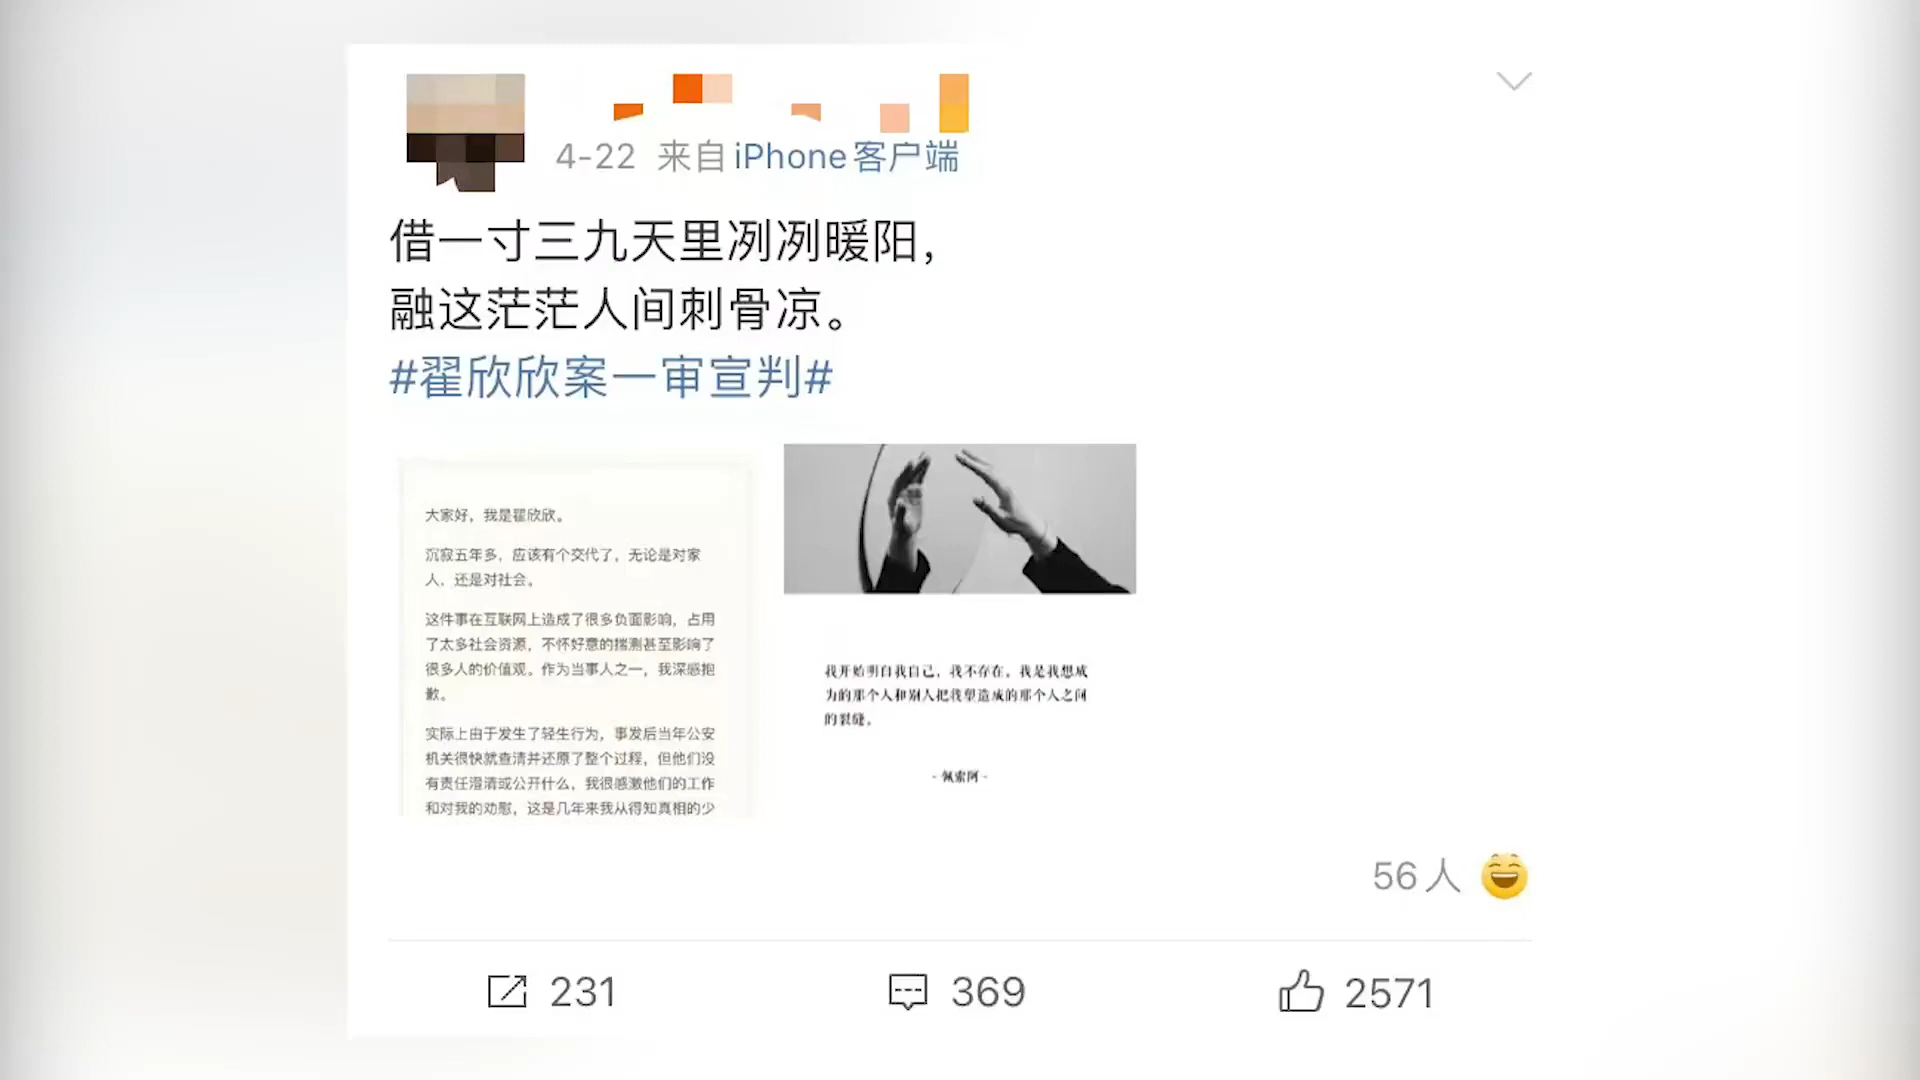 4-22 来自iPhone客户端
借一寸三九天里冽冽暖阳,
融这茫茫人间刺骨凉。
#翟欣欣案一审宣判#
大家好，我是翟欣欣。
沉寂五年多，应该有个交代了，无论是对家
人、还是对社会。
这件事在互联网上造成了很多负面影响，占用
了太多社会资源，不怀好意的揣测甚至影响了
很多人的价值观。作为当事人之一，我深感抱
歉。
实际上由于发生了轻生行为，事发后当年公安
机关很快就查清并还原了整个过程，但他们没
有责任澄清或公开什么，我很感激他们的工作
和对我的劝慰，这是几年来我从得知真相的少
我开始明白我自己。我不存在。我是我想成
为的那个人和别人把我塑造成的那个人之间
的裂缝。
- 佩索阿 -
56人
231
369
2571